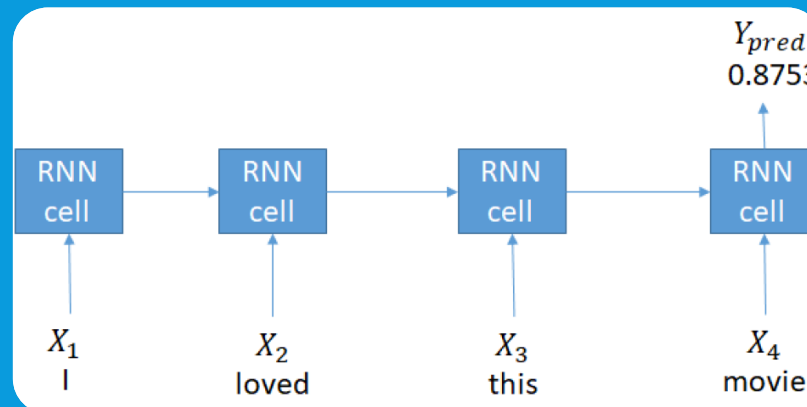 Y_pred
0.8753
RNN cell
RNN cell
RNN cell
RNN cell
X_1
I
X_2
loved
X_3
this
X_4
movie